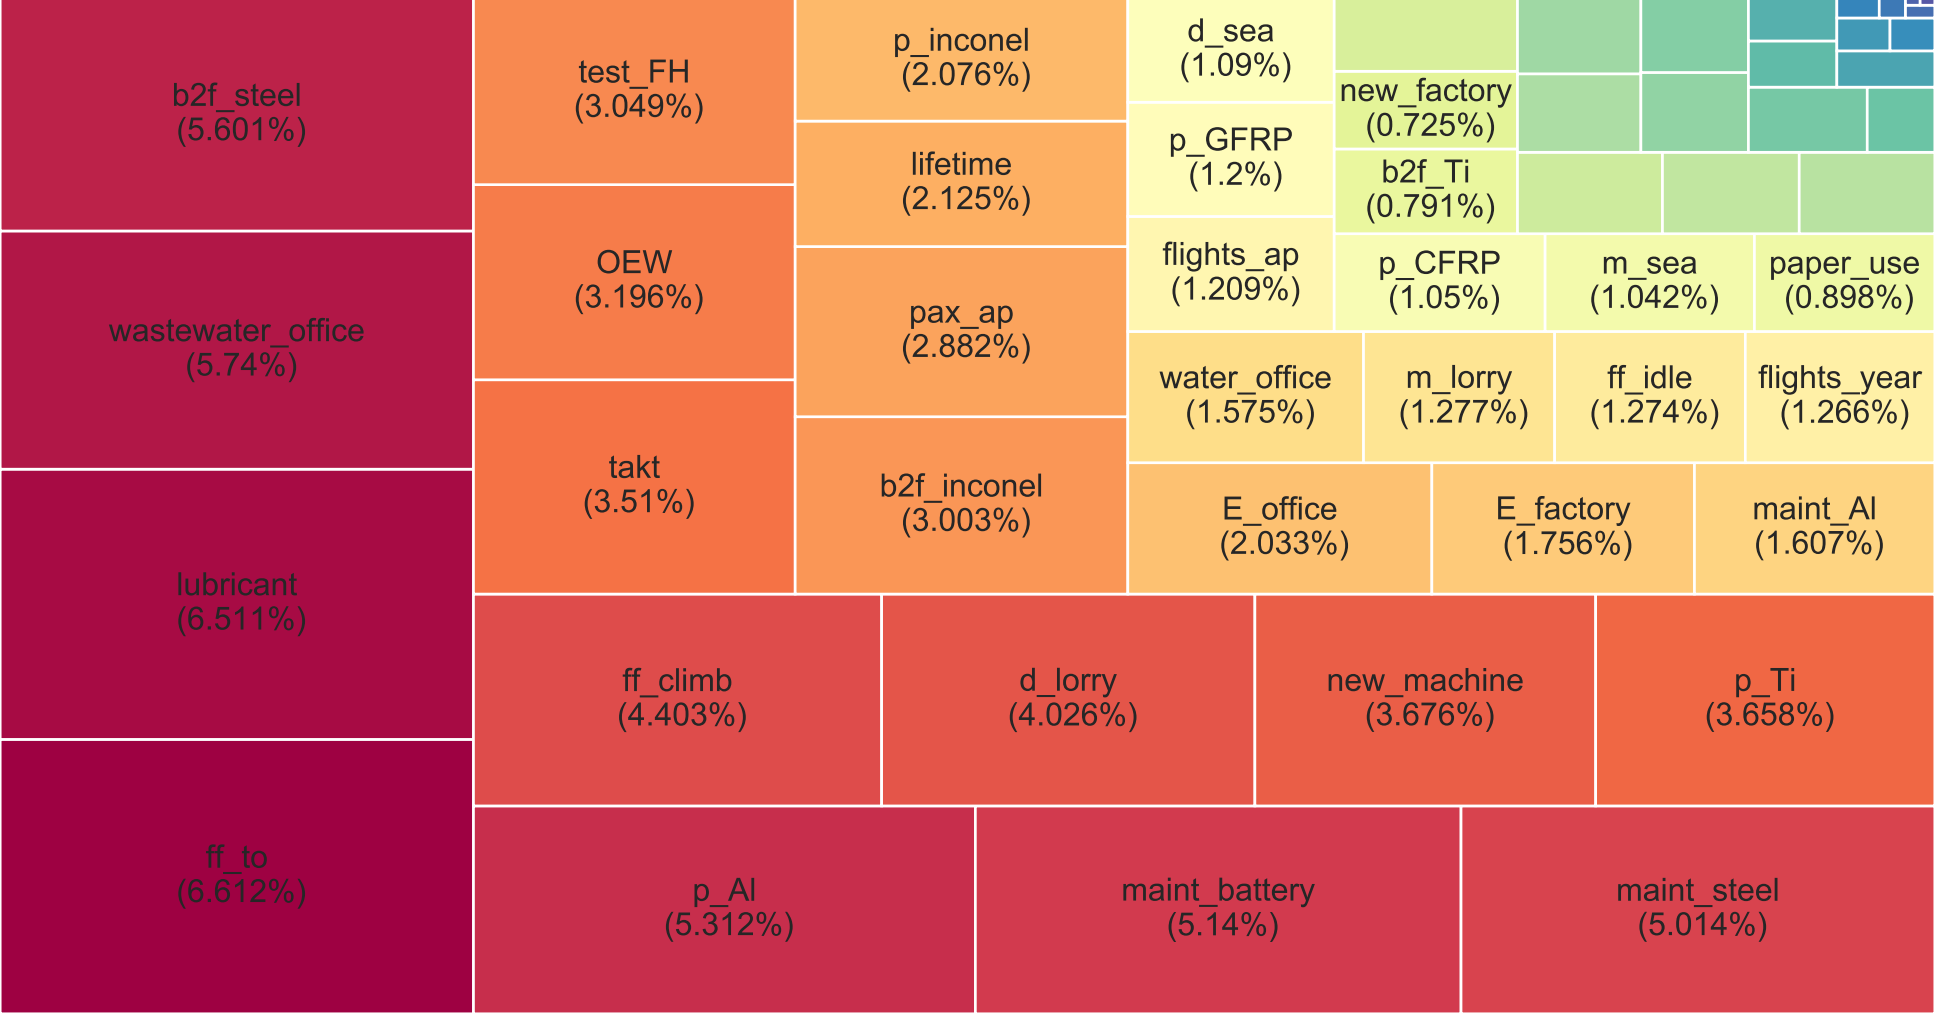 b2f_steel
(5.601%)
wastewater_office
(5.74%)
lubricant
(6.511%)
ff_to
(6.612%)
test_FH
(3.049%)
OEW
(3.196%)
takt
(3.51%)
p_inconel
(2.076%)
lifetime
(2.125%)
pax_ap
(2.882%)
b2f_inconel
(3.003%)
d_sea
(1.09%)
p_GFRP
(1.2%)
flights_ap
(1.209%)
new_factory
(0.725%)
b2f_Ti
(0.791%)
p_CFRP
(1.05%)
m_sea
(1.042%)
paper_use
(0.898%)
water_office
(1.575%)
m_lorry
(1.277%)
ff_idle
(1.274%)
flights_year
(1.266%)
E_office
(2.033%)
E_factory
(1.756%)
maint_Al
(1.607%)
ff_climb
(4.403%)
d_lorry
(4.026%)
new_machine
(3.676%)
p_Ti
(3.658%)
p_Al
(5.312%)
maint_battery
(5.14%)
maint_steel
(5.014%)